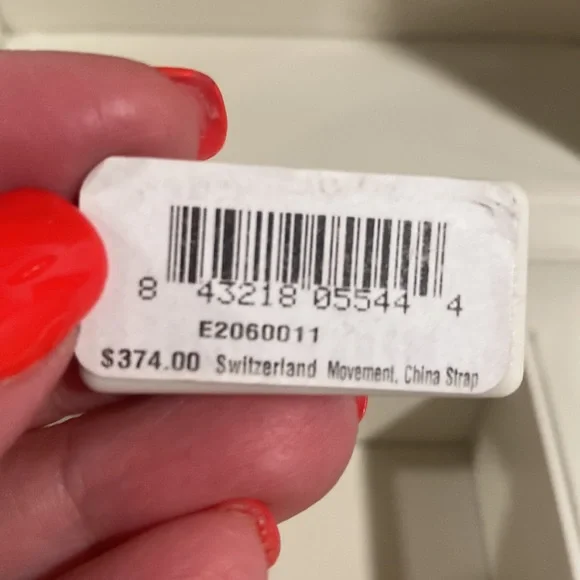 8 43218 05544 4
E2060011
$374.00 Switzerland Movement, China Strap